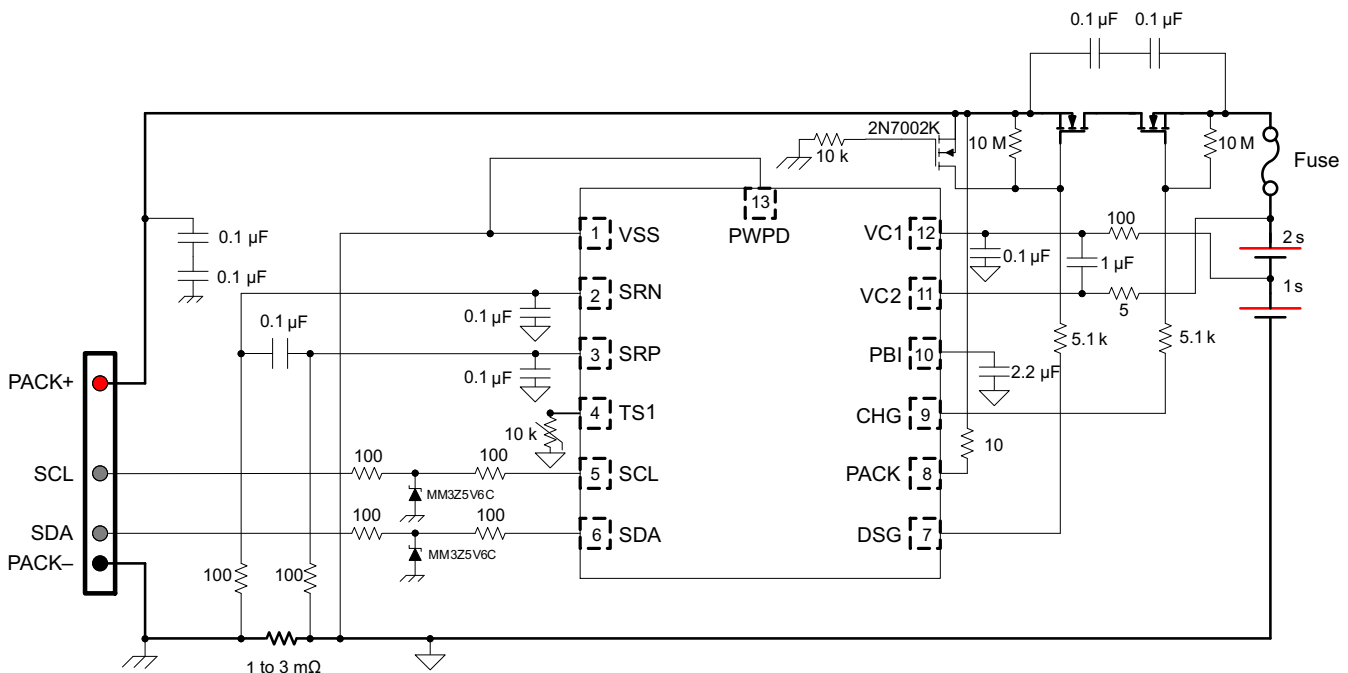 0.1 µF
0.1 µF
2N7002K
10 k
10 M
10 M
Fuse
13
PWPD
1
VSS
VC1
12
100
2 s
0.1 µF
0.1 µF
0.1 µF
1 µF
2
SRN
VC2
11
5
1 s
0.1 µF
0.1 µF
3
SRP
PBI
10
5.1 k
5.1 k
0.1 µF
2.2 µF
PACK+
4
TS1
CHG
9
10 k
10
SCL
100
100
5
SCL
PACK
8
MM3Z5V6C
SDA
100
100
6
SDA
DSG
7
MM3Z5V6C
PACK–
100
100
1 to 3 mΩ